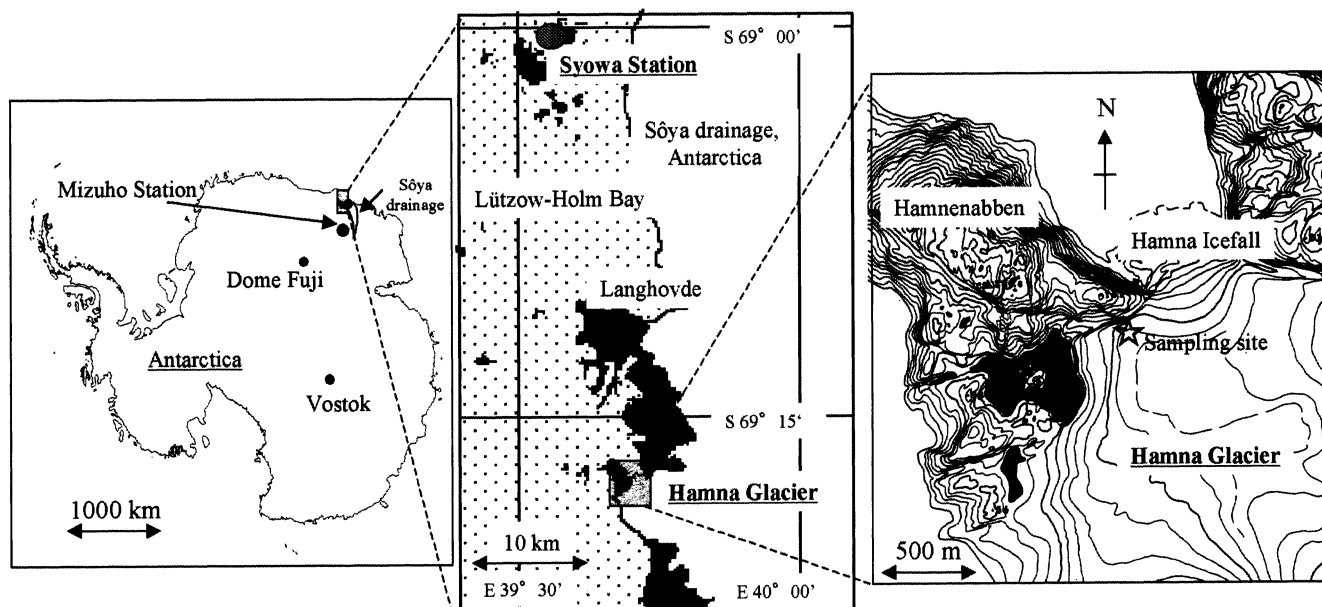 Mizuho Station
Sôya
drainage
Dome Fuji
Antarctica
Vostok
1000 km
S 69° 00'
Syowa Station
Sôya drainage,
Antarctica
Lützow-Holm Bay
Langhovde
S 69° 15‘
Hamna Glacier
10 km
E 39° 30’
E 40° 00’
N
Hamnenabben
Hamna Icefall
Sampling site
Hamna Glacier
500 m